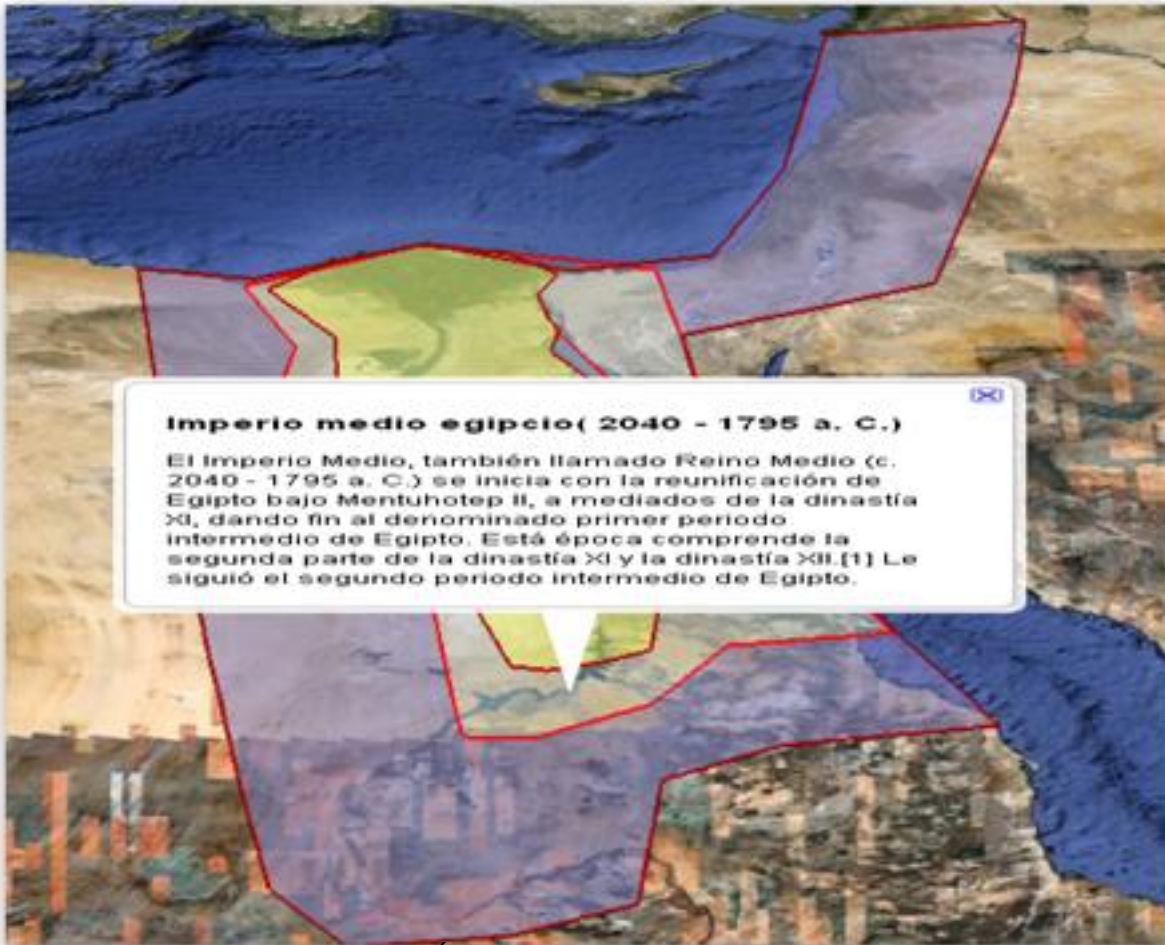 Imperio medio egipcio( 2040 - 1795 a. C.)
El Imperio Medio, también llamado Reino Medio (c.
2040 - 1795 a. C.) se inicia con la reunificación de
Egipto bajo Mentuhotep II, a mediados de la dinastía
XI, dando fin al denominado primer periodo
intermedio de Egipto. Está época comprende la
segunda parte de la dinastía XI y la dinastía XII.[1] Le
siguió el segundo periodo intermedio de Egipto.